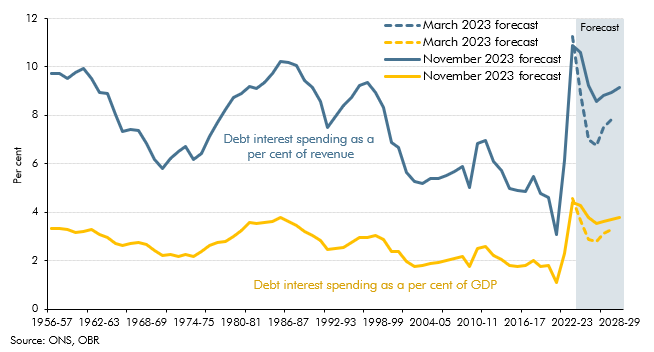 12
10
8
6
4
2
0
Per cent
March 2023 forecast
March 2023 forecast
November 2023 forecast
November 2023 forecast
Forecast
Debt interest spending as a
per cent of revenue
Debt interest spending as a per cent of GDP
1956-57 1962-63 1968-69 1974-75 1980-81 1986-87 1992-93 1998-99 2004-05 2010-11 2016-17 2022-23 2028-29
Source: ONS, OBR